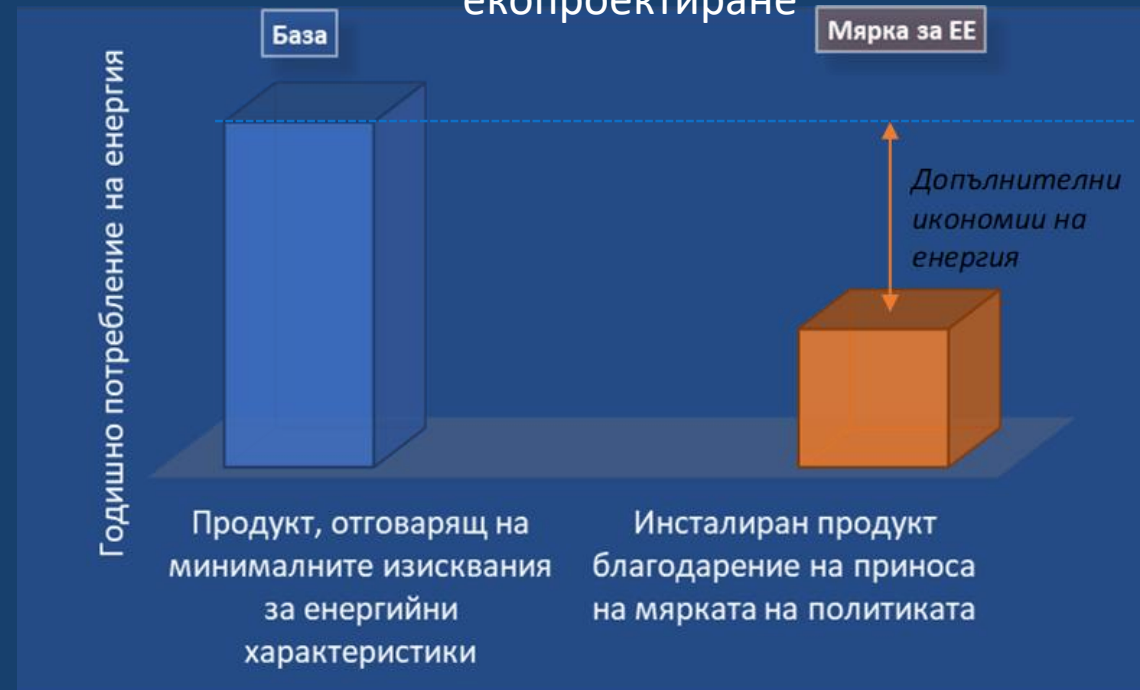 екопроектиране
База
Мярка за ЕЕ
Годишно потребление на енергия
Допълнителни
икономии на
енергия
Продукт, отговарящ на
минималните изисквания
за енергийни
характеристики
Инсталиран продукт
благодарение на приноса
на мярката на политиката